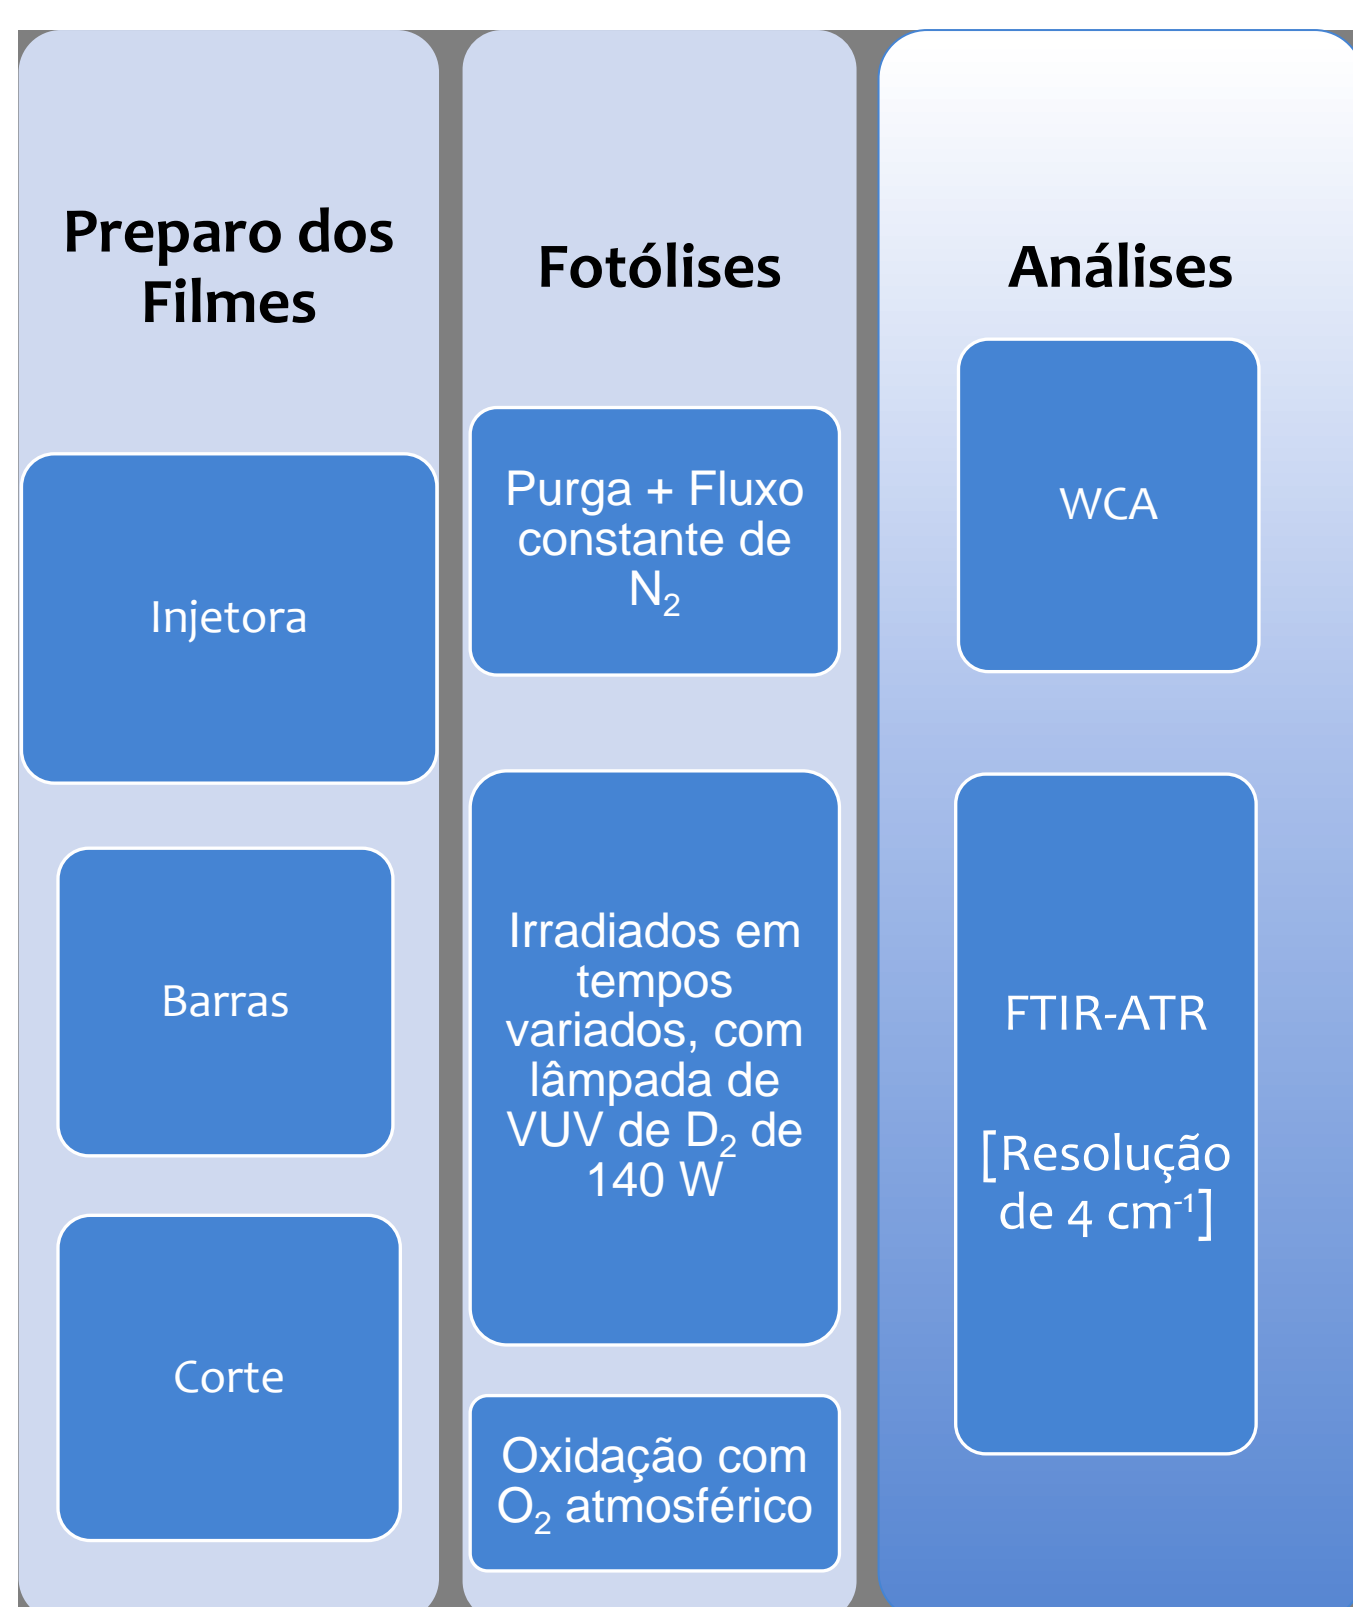 Preparo dos
Filmes
Injetora
Barras
Corte
Fotólises
Purga + Fluxo
constante de
N₂
Irradiados em
tempos
variados, com
lâmpada de
VUV de D₂ de
140 W
Oxidação com
O₂ atmosférico
Análises
WCA
FTIR-ATR
[Resolução
de 4 cm⁻¹]